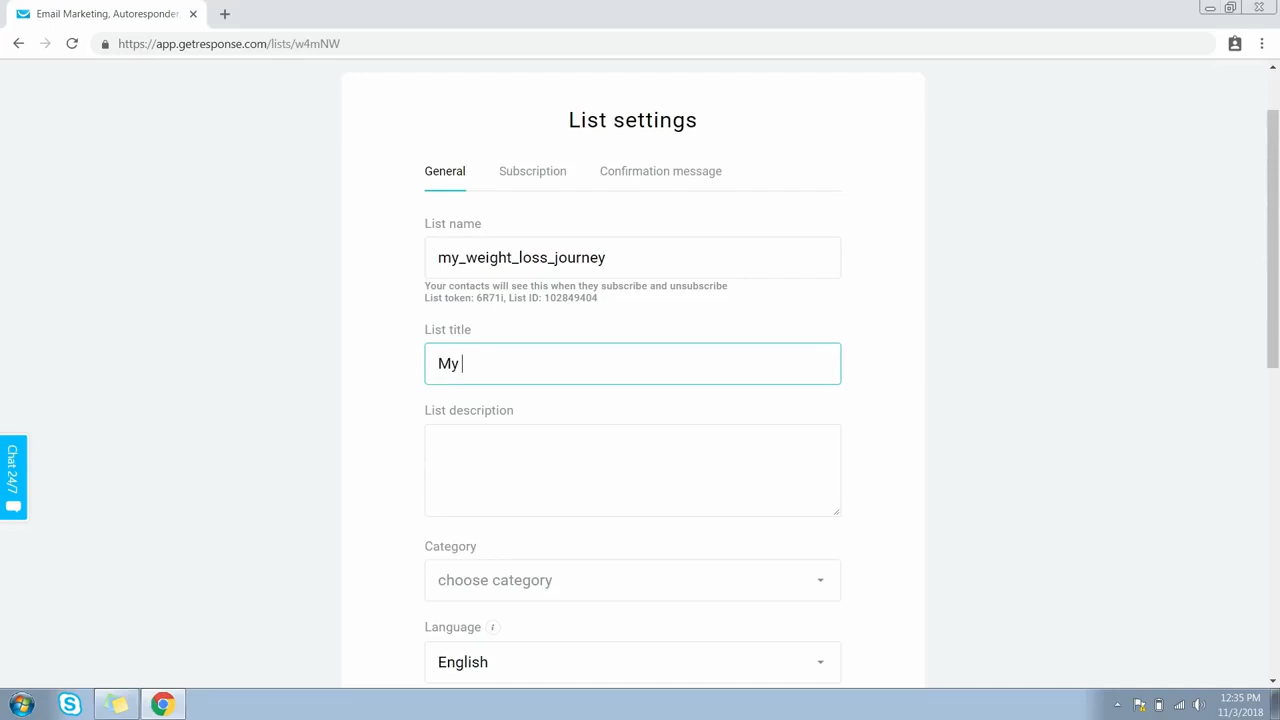 Email Marketing, Autoresponder
https://app.getresponse.com/lists/w4mNW
List settings
General Subscription Confirmation message
List name
my_weight_loss_journey
Your contacts will see this when they subscribe and unsubscribe
List token: 6R71i, List ID: 102849404
List title
My
List description
Chat 24/7
Category
choose category
Language i
English
12:35 PM
11/3/2018